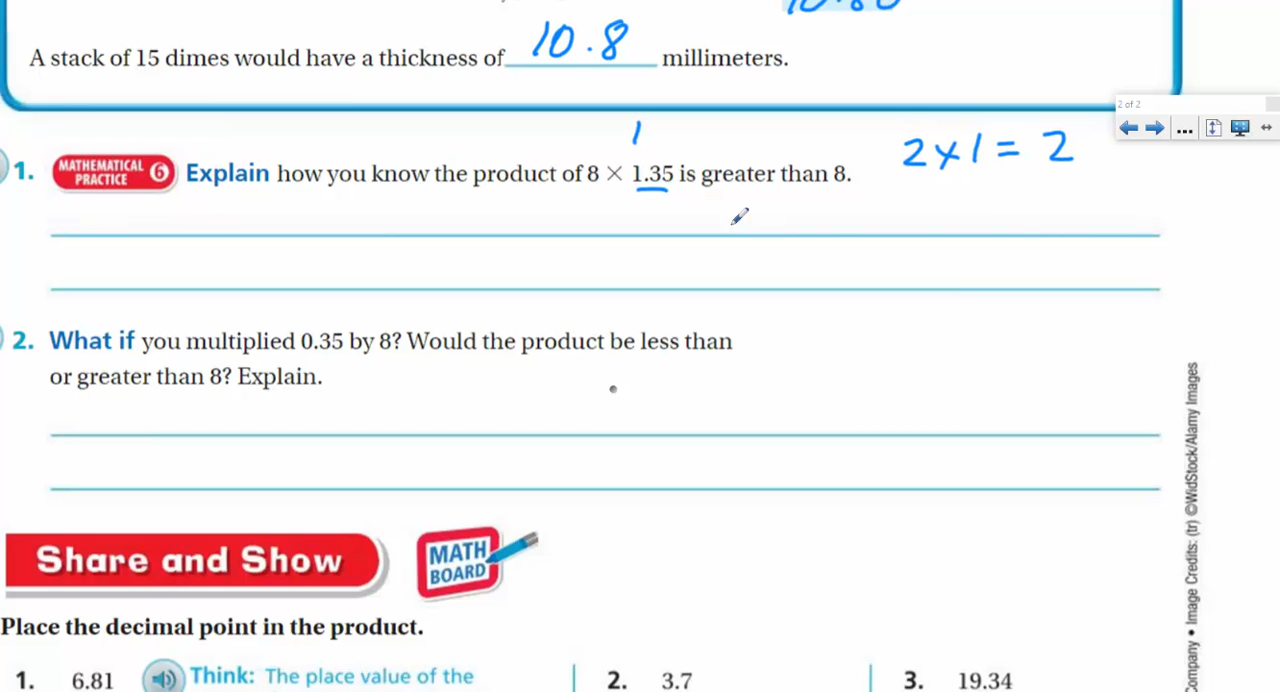 A stack of 15 dimes would have a thickness of 10.8 millimeters.
2 of 2
1
2 x 1 = 2
1. MATHEMATICAL PRACTICE 6 Explain how you know the product of 8 × 1.35 is greater than 8.
2. What if you multiplied 0.35 by 8? Would the product be less than
or greater than 8? Explain.
Share and Show
MATH
BOARD
Place the decimal point in the product.
1. 6.81 Think: The place value of the
2. 3.7
3. 19.34
Company • Image Credits: (tr) ©WidStock/Alamy Images